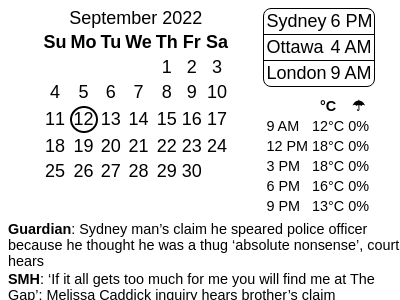 September 2022
Su Mo Tu We Th Fr Sa
1 2 3
4 5 6 7 8 9 10
11 12 13 14 15 16 17
18 19 20 21 22 23 24
25 26 27 28 29 30
Sydney 6 PM
Ottawa 4 AM
London 9 AM
°C ☂
9 AM 12°C 0%
12 PM 18°C 0%
3 PM 18°C 0%
6 PM 16°C 0%
9 PM 13°C 0%
Guardian: Sydney man’s claim he speared police officer
because he thought he was a thug ‘absolute nonsense’, court
hears
SMH: ‘If it all gets too much for me you will find me at The
Gap’: Melissa Caddick inquiry hears brother’s claim